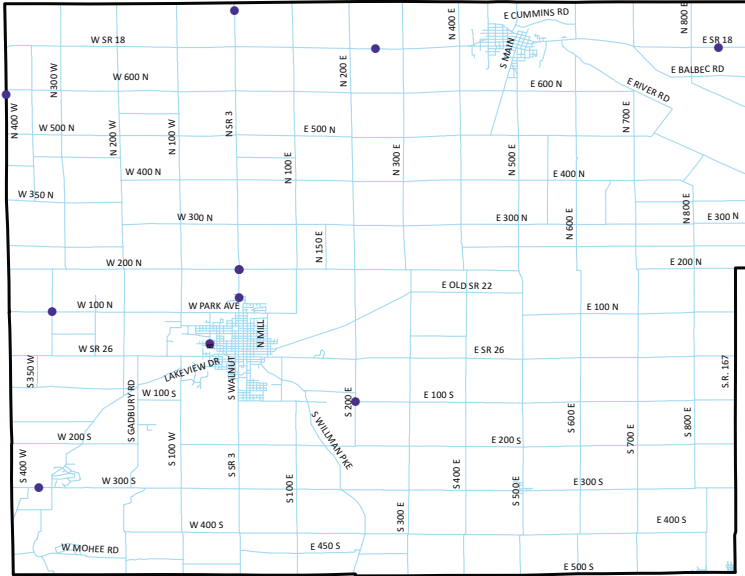 E CUMMINS RD
N 400 E
N 800 E
W SR 18
E SR 18
S MAIN
N 200 E
E BALBEC RD
W 600 N
E 600 N
E RIVER RD
N 300 W
N 400 W
W 500 N
N 200 W
N 100 W
N SR 3
E 500 N
N 700 E
N 100 E
N 300 E
N 500 E
W 400 N
E 400 N
W 350 N
W 300 N
N 150 E
E 300 N
N 600 E
N 800 E
E 300 N
W 200 N
E 200 N
E OLD SR 22
W 100 N
W PARK AVE
E 100 N
N MILL
W SR 26
E SR 26
S 350 W
LAKEVIEW DR
S WALNUT
S.R. 167
S GADBURY RD
W 100 S
S 200 E
E 100 S
S WILLMAN PKE
S 600 E
S 700 E
S 800 E
W 200 S
S 100 W
E 200 S
S 400 W
S SR 3
W 300 S
S 100 E
S 400 E
S 500 E
E 300 S
S 300 E
W 400 S
E 400 S
W MOHEE RD
E 450 S
E 500 S